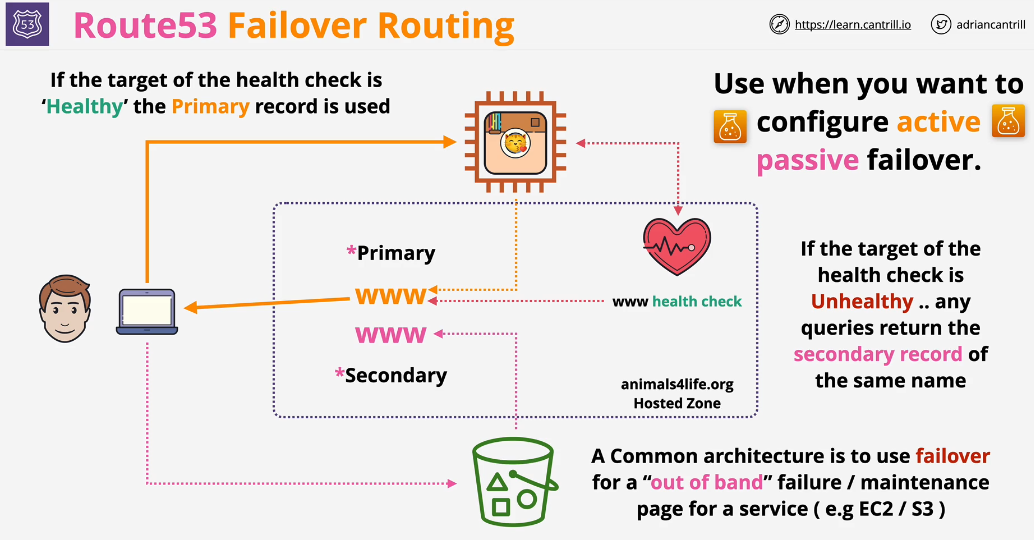 53
Route53 Failover Routing
https://learn.cantrill.io
adriancantrill
If the target of the health check is
‘Healthy’ the Primary record is used
Use when you want to
configure active
passive failover.
*Primary
www
www health check
www
*Secondary
animals4life.org
Hosted Zone
If the target of the
health check is
Unhealthy .. any
queries return the
secondary record of
the same name
A Common architecture is to use failover
for a “out of band” failure / maintenance
page for a service ( e.g EC2 / S3 )